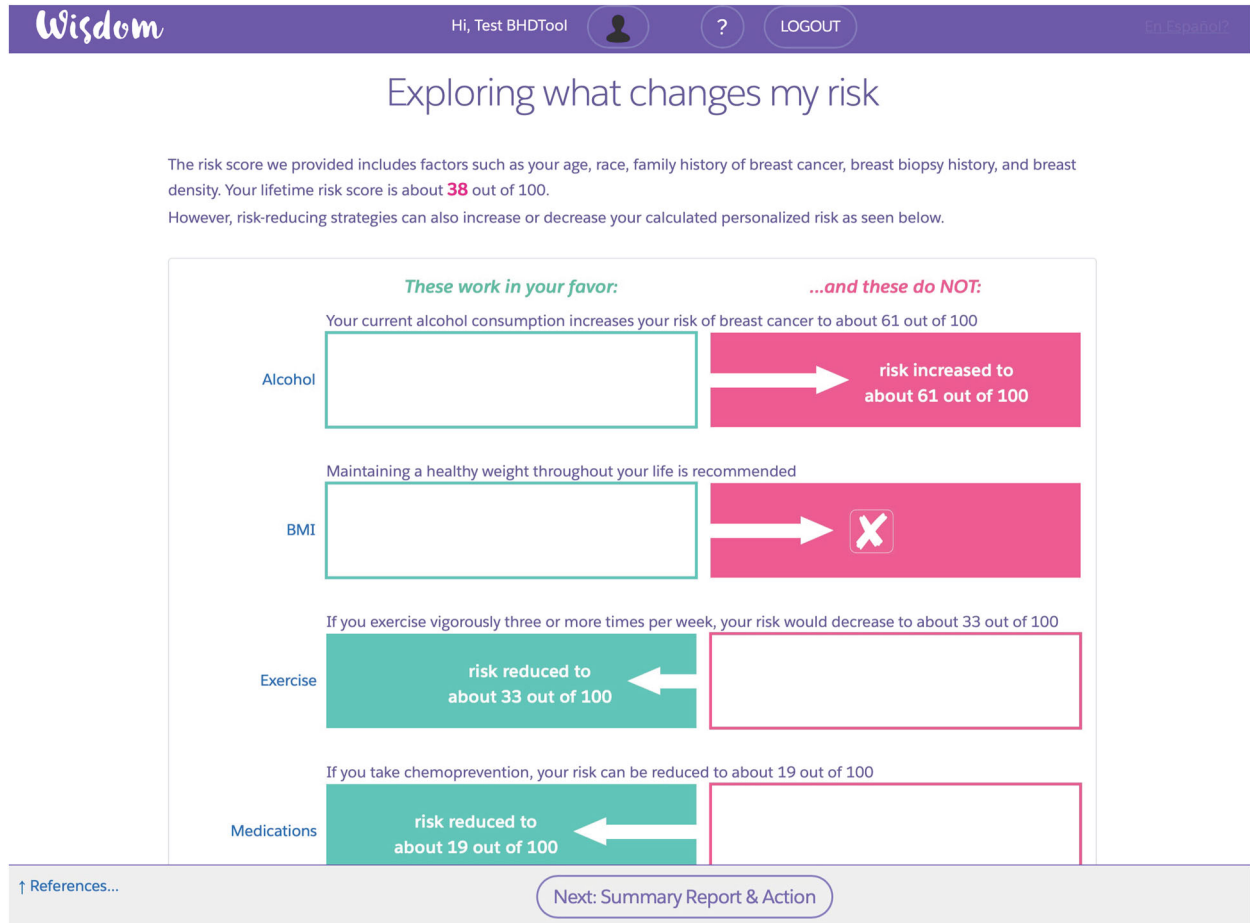 Wisdom
Hi, Test BHDTool
?
LOGOUT
En Español?
Exploring what changes my risk
The risk score we provided includes factors such as your age, race, family history of breast cancer, breast biopsy history, and breast
density. Your lifetime risk score is about 38 out of 100.
However, risk-reducing strategies can also increase or decrease your calculated personalized risk as seen below.
These work in your favor:
...and these do NOT:
Your current alcohol consumption increases your risk of breast cancer to about 61 out of 100
Alcohol
risk increased to
about 61 out of 100
Maintaining a healthy weight throughout your life is recommended
BMI
If you exercise vigorously three or more times per week, your risk would decrease to about 33 out of 100
Exercise
risk reduced to
about 33 out of 100
If you take chemoprevention, your risk can be reduced to about 19 out of 100
Medications
risk reduced to
about 19 out of 100
↑ References...
Next: Summary Report & Action